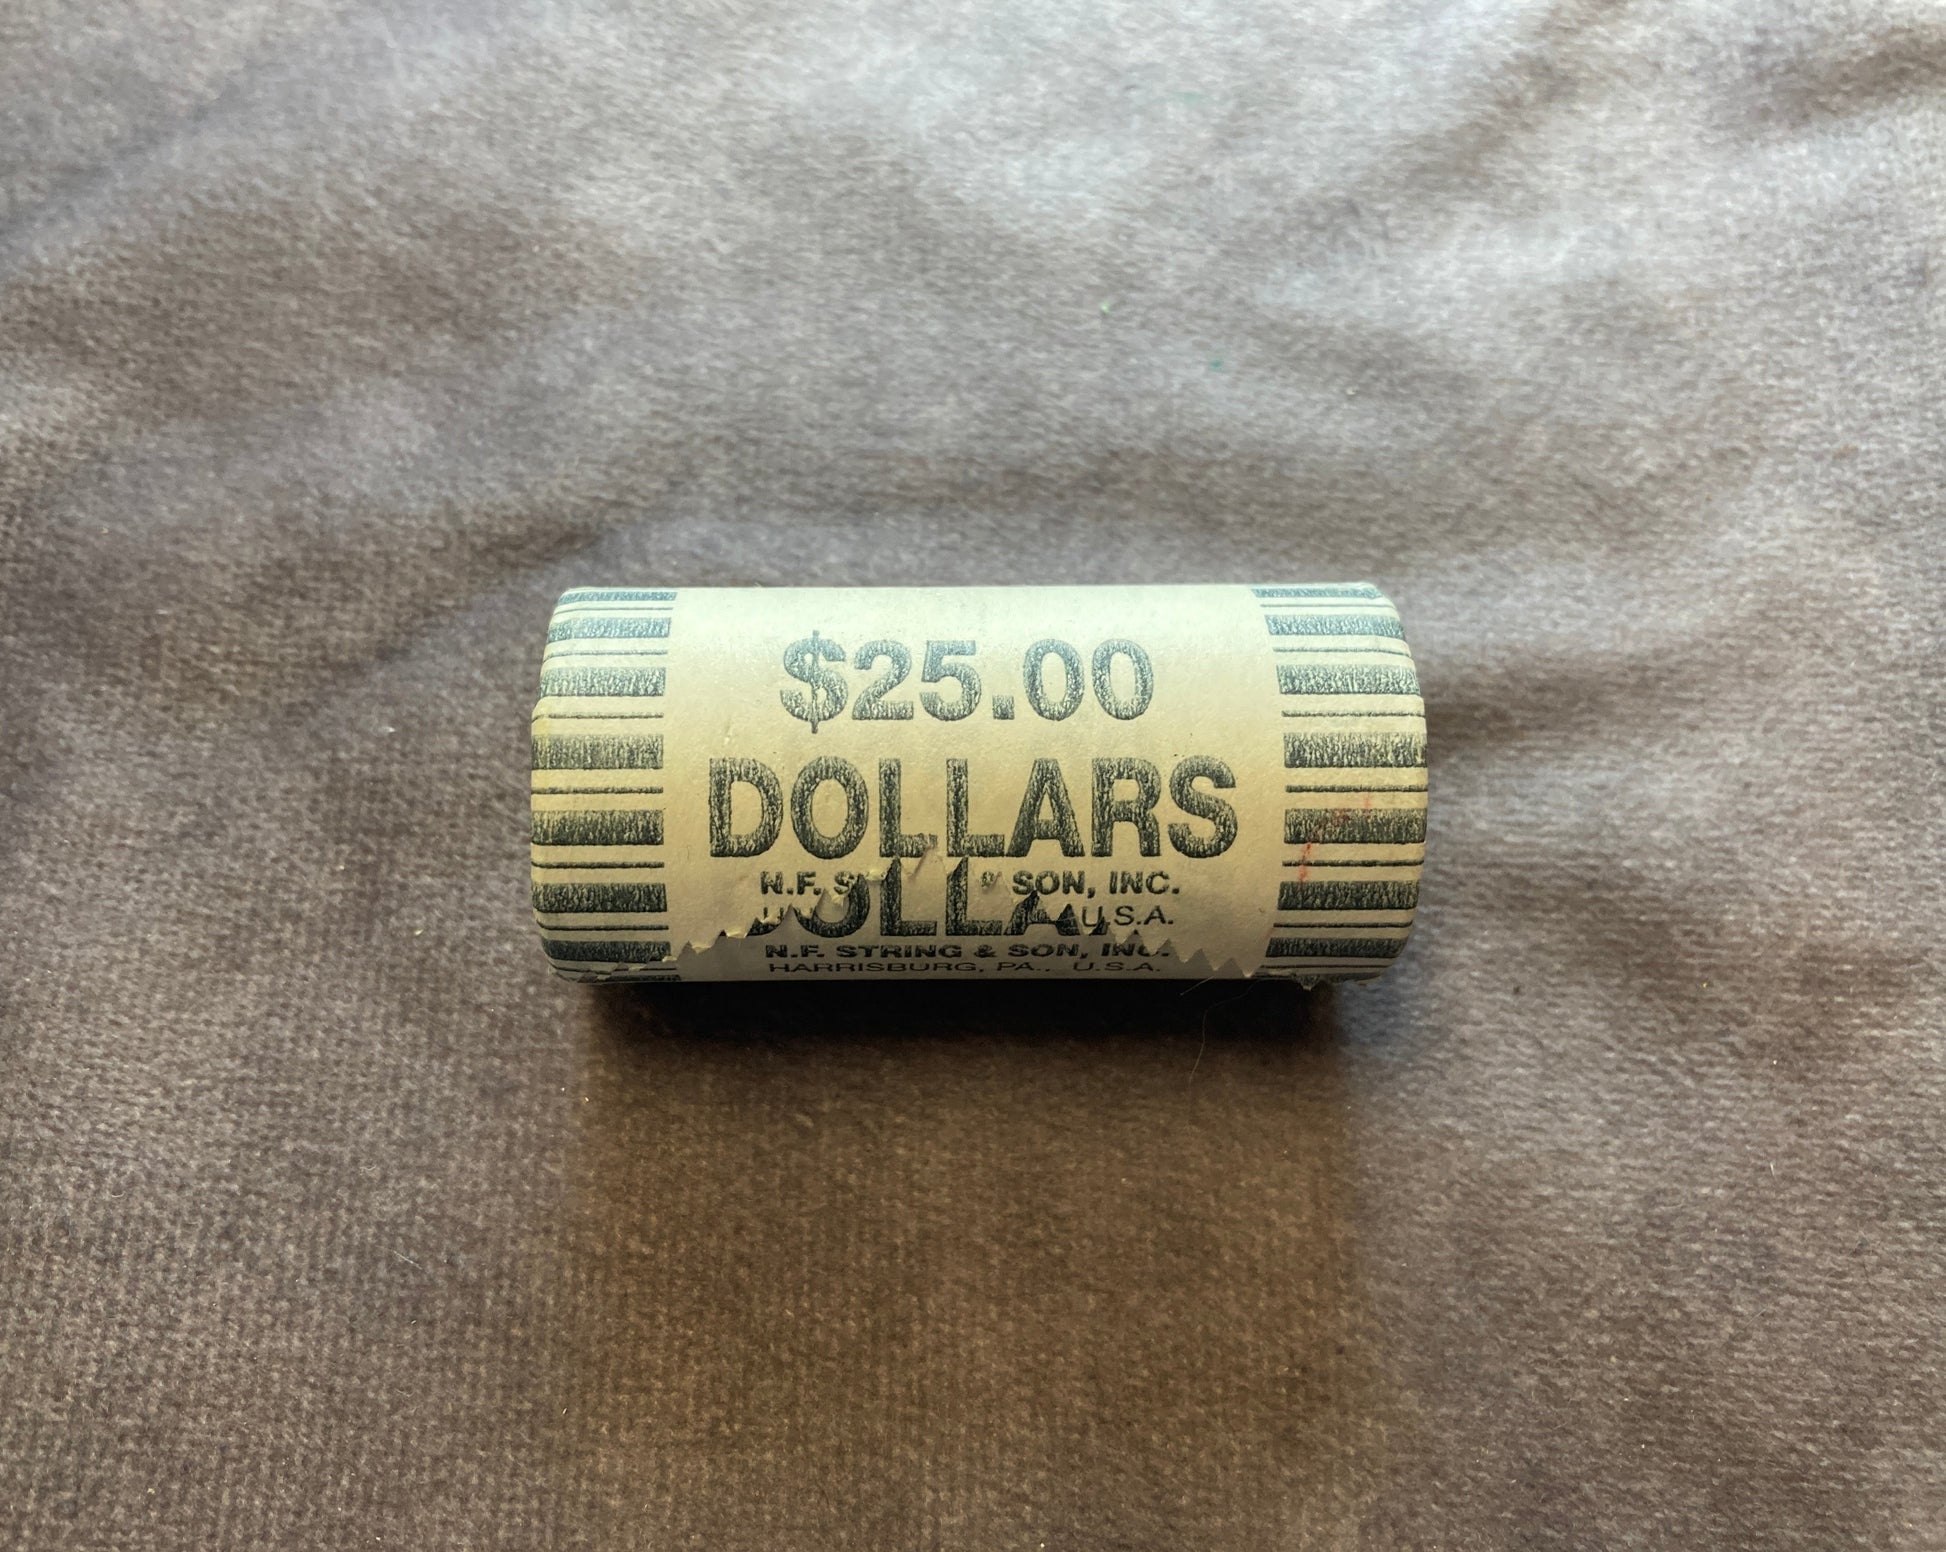 $25.00
DOLLARS
N.F. & SON, INC.
U.S.A.
N.F. STRING & SON, INC.
HARRISBURG, PA., U.S.A.